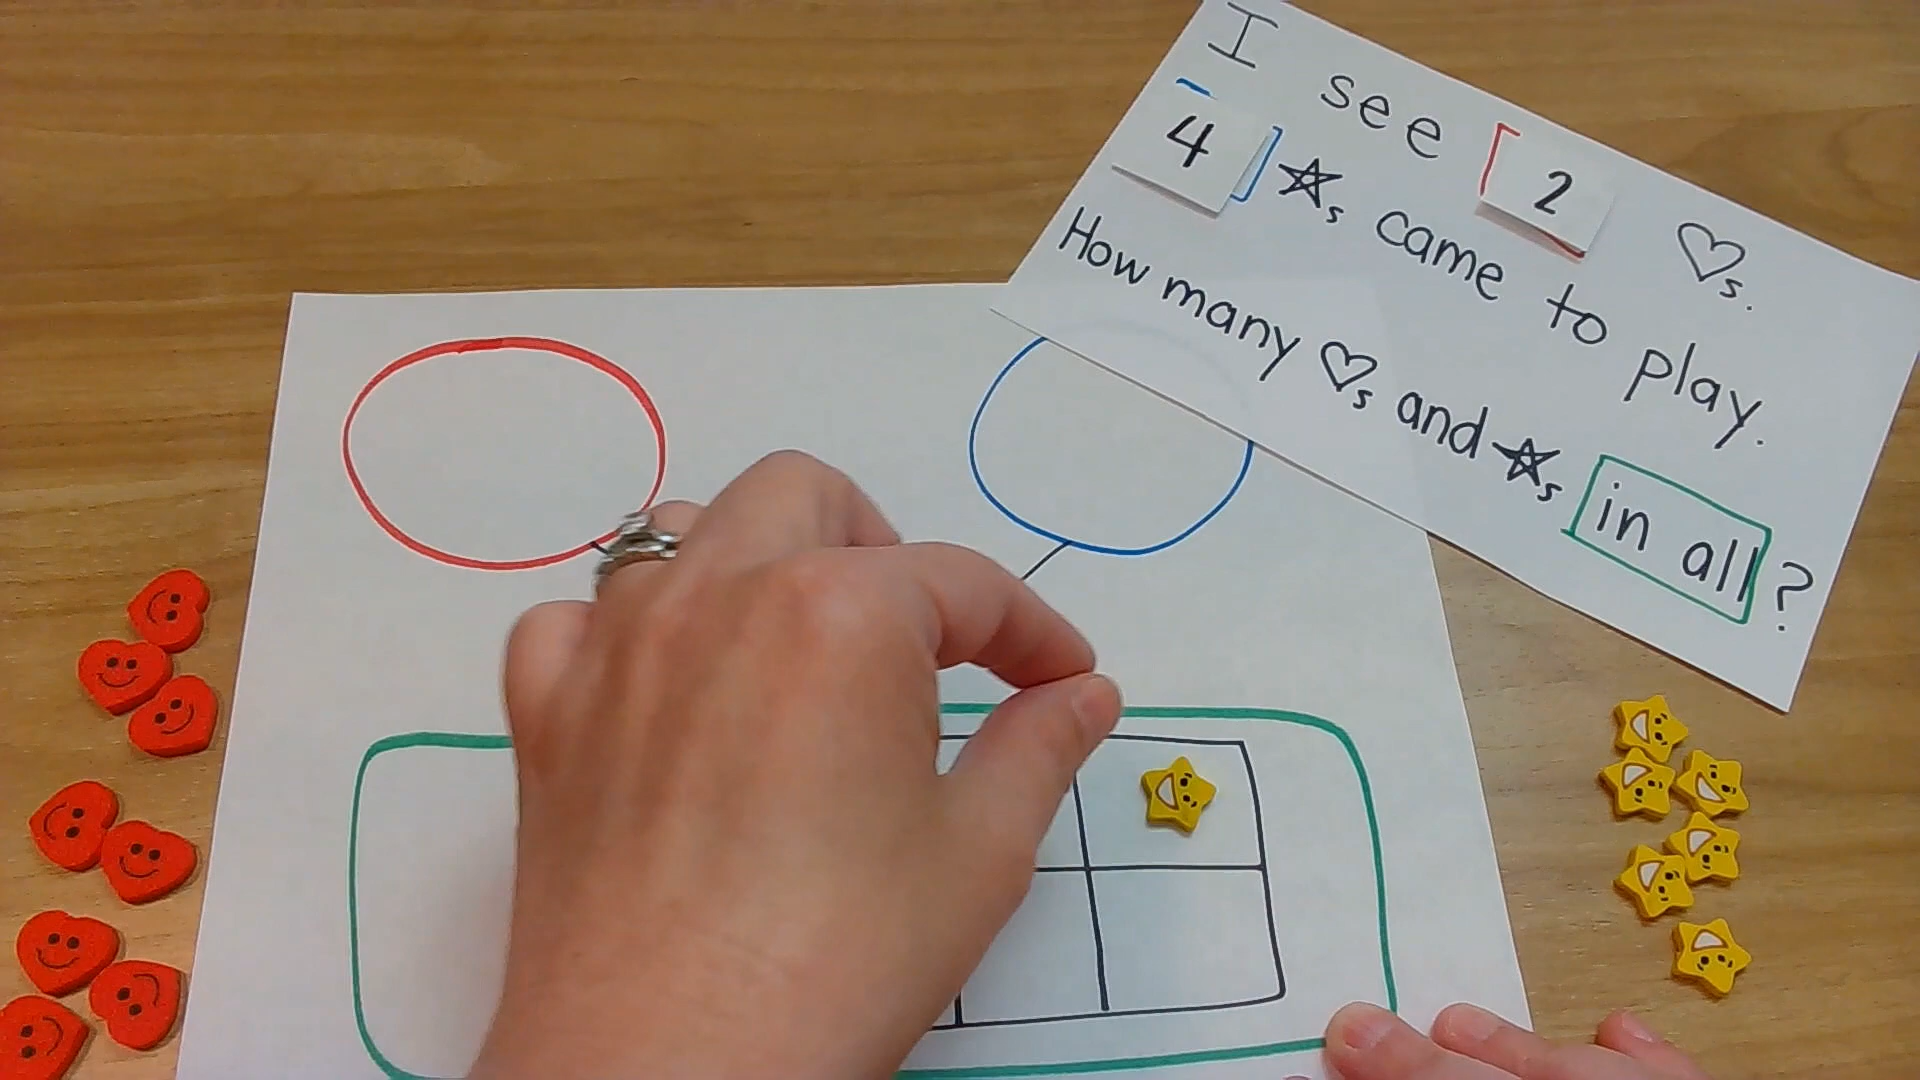 I see 2 ♡s.
4 ☆s came to play.
How many ♡s and ☆s in all?